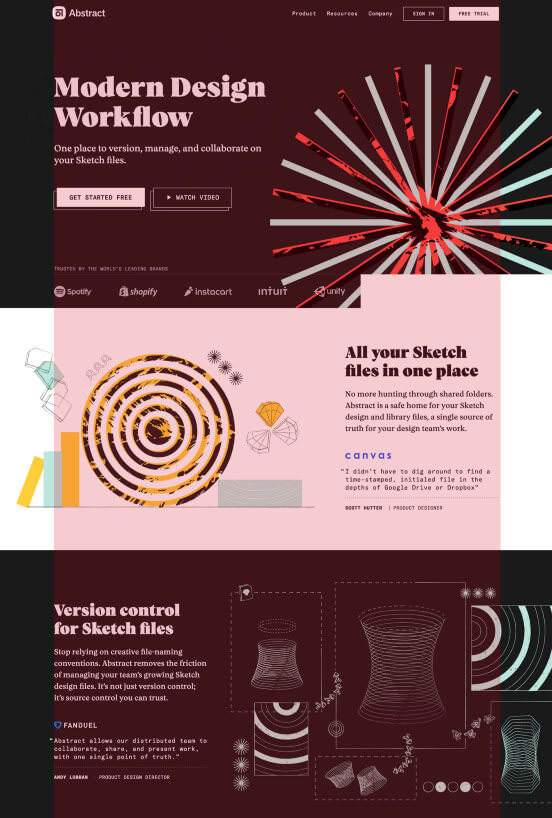 Abstract
Product Resources Company SIGN IN FREE TRIAL
Modern Design
Workflow
One place to version, manage, and collaborate on
your Sketch files.
GET STARTED FREE WATCH VIDEO
TRUSTED BY THE WORLD'S LEADING BRANDS
Spotify shopify instacart intuit unify
All your Sketch
files in one place
No more hunting through shared folders.
Abstract is a safe home for your Sketch
design and library files, a single source of
truth for your design team's work.
canvas
“I didn't have to dig around to find a
time-stamped, initialed file in the
depths of Google Drive or Dropbox”
SCOTT HUTTER | PRODUCT DESIGNER
Version control
for Sketch files
Stop relying on creative file-naming
conventions. Abstract removes the friction
of managing your team's growing Sketch
design files. It's not just version control;
it's source control you can trust.
FANDUEL
“Abstract allows our distributed team to
collaborate, share, and present work,
with one single point of truth.”
ANDY LOBBAN PRODUCT DESIGN DIRECTOR